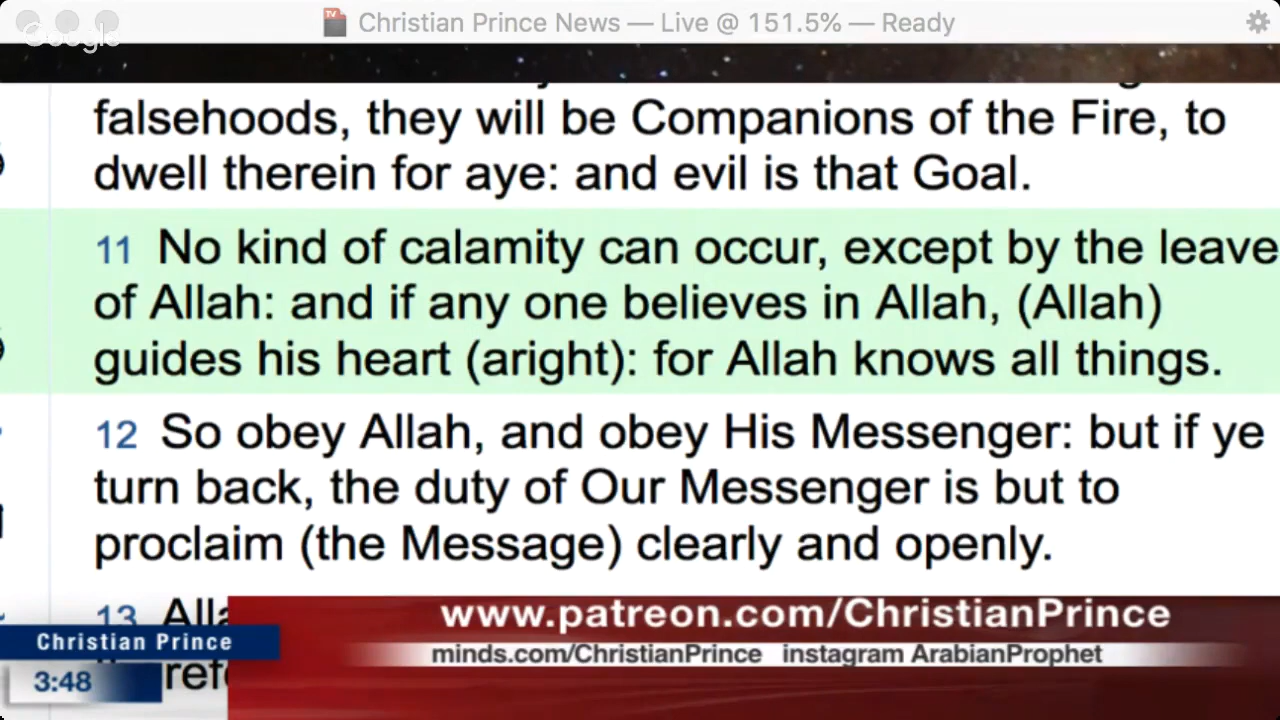 Christian Prince News — Live @ 151.5% — Ready
Google
falsehoods, they will be Companions of the Fire, to
dwell therein for aye: and evil is that Goal.
11 No kind of calamity can occur, except by the leave
of Allah: and if any one believes in Allah, (Allah)
guides his heart (aright): for Allah knows all things.
12 So obey Allah, and obey His Messenger: but if ye
turn back, the duty of Our Messenger is but to
proclaim (the Message) clearly and openly.
13
www.patreon.com/ChristianPrince
Christian Prince
minds.com/ChristianPrince instagram ArabianProphet
3:48